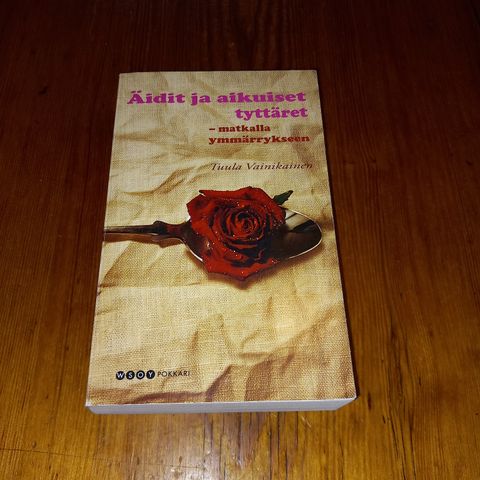 Äidit ja aikuiset
tyttäret
– matkalla
ymmärrykseen
Tuula Vainikainen
WSOY POKKARI